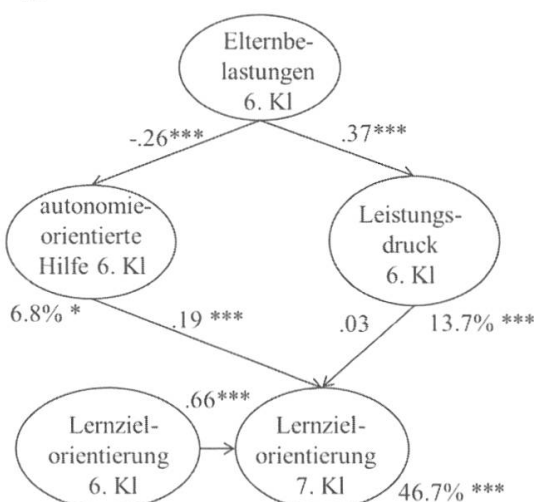 Elternbe-
lastungen
6. Kl
-.26***
.37***
autonomie-
orientierte
Hilfe 6. Kl
Leistungs-
druck
6. Kl
6.8% *
.19 ***
.03
13.7% ***
.66***
Lernziel-
orientierung
6. Kl
Lernziel-
orientierung
7. Kl
46.7% ***